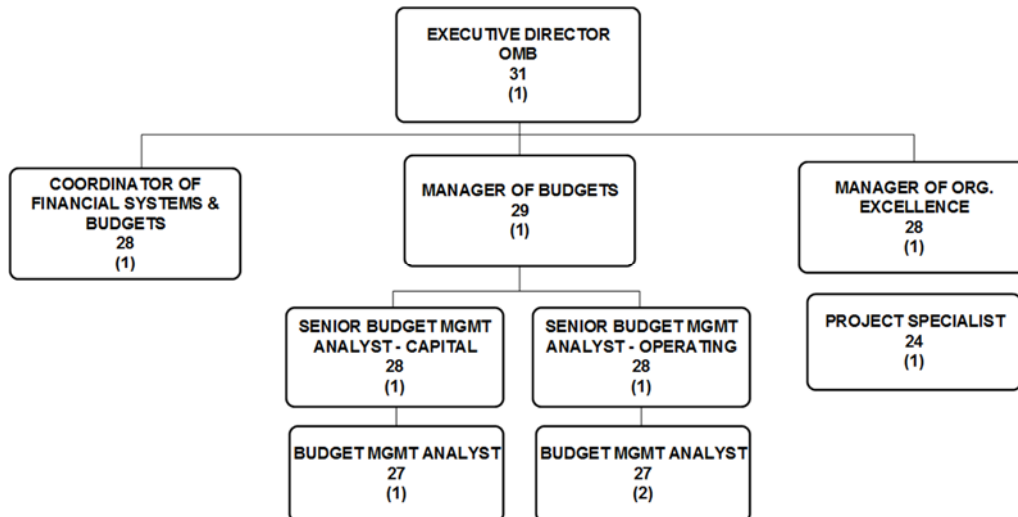 EXECUTIVE DIRECTOR
OMB
31
(1)
COORDINATOR OF
FINANCIAL SYSTEMS &
BUDGETS
28
(1)
MANAGER OF BUDGETS
29
(1)
MANAGER OF ORG.
EXCELLENCE
28
(1)
SENIOR BUDGET MGMT
ANALYST - CAPITAL
28
(1)
SENIOR BUDGET MGMT
ANALYST - OPERATING
28
(1)
PROJECT SPECIALIST
24
(1)
BUDGET MGMT ANALYST
27
(1)
BUDGET MGMT ANALYST
27
(2)